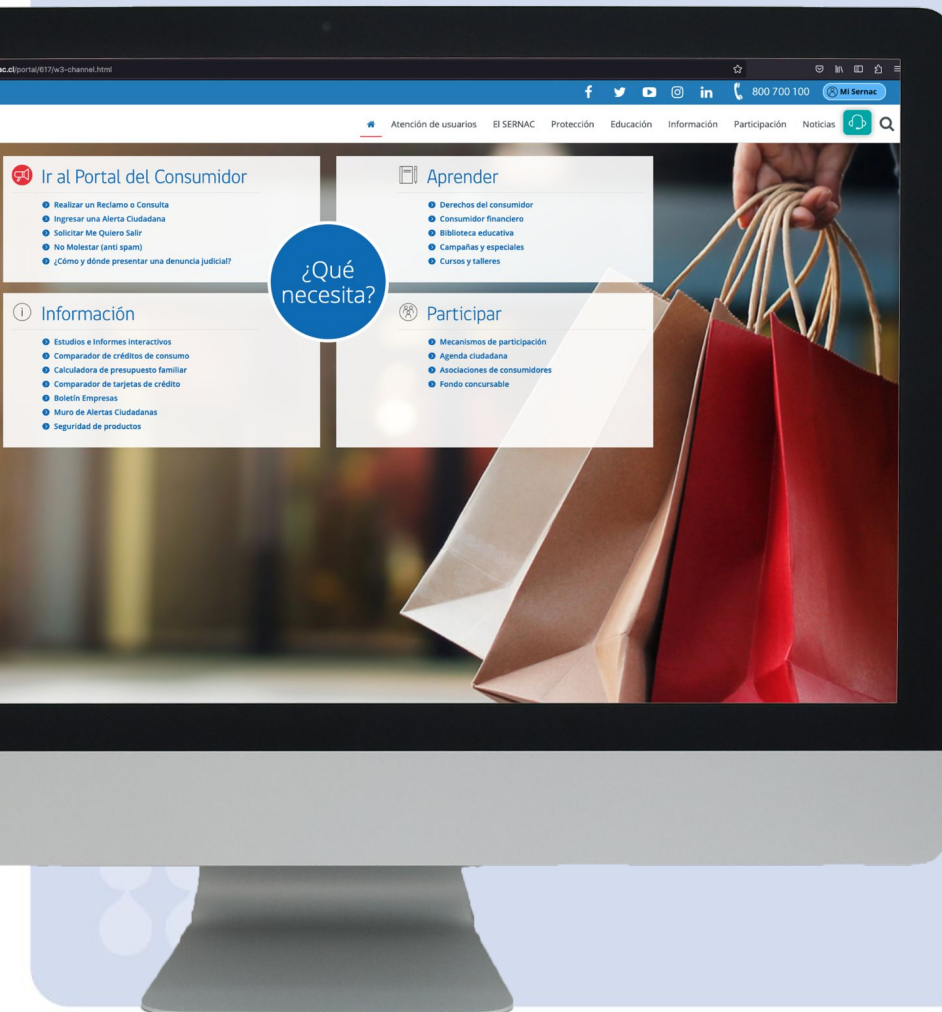 ac.cl/portal/617/w3-channel.html
800 700 100
Mi Sernac
Atención de usuarios El SERNAC Protección Educación Información Participación Noticias
Ir al Portal del Consumidor
Realizar un Reclamo o Consulta
Ingresar una Alerta Ciudadana
Solicitar Me Quiero Salir
No Molestar (anti spam)
¿Cómo y dónde presentar una denuncia judicial?
Aprender
Derechos del consumidor
Consumidor financiero
Biblioteca educativa
Campañas y especiales
Cursos y talleres
¿Qué
necesita?
Información
Estudios e Informes interactivos
Comparador de créditos de consumo
Calculadora de presupuesto familiar
Comparador de tarjetas de crédito
Boletín Empresas
Muro de Alertas Ciudadanas
Seguridad de productos
Participar
Mecanismos de participación
Agenda ciudadana
Asociaciones de consumidores
Fondo concursable